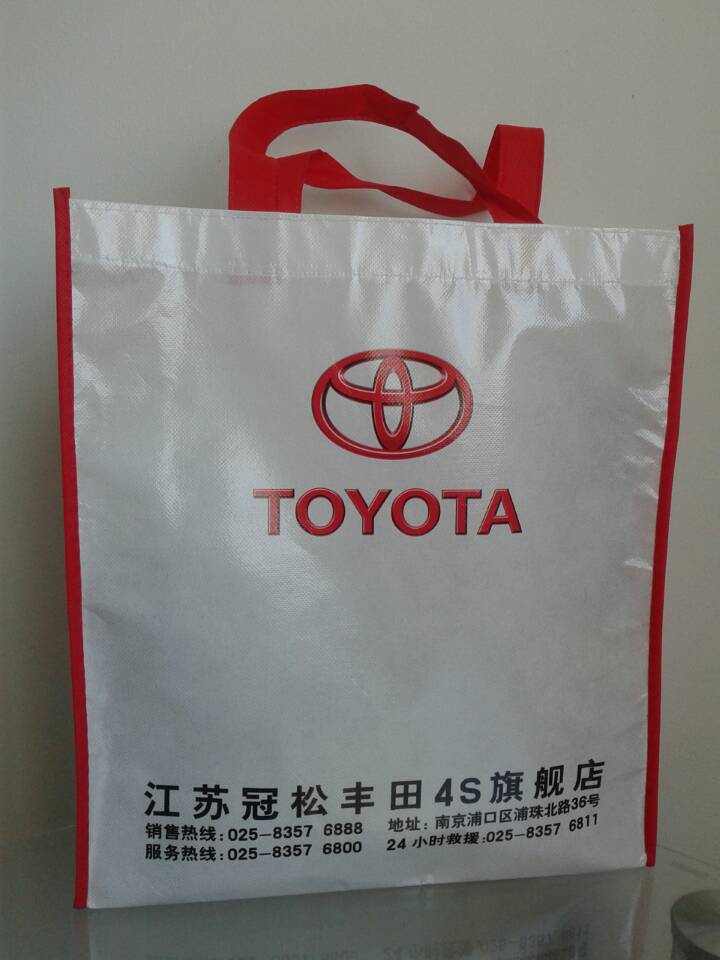 TOYOTA
江苏冠松丰田4S旗舰店
销售热线:025-8357 6888
地址:南京浦口区浦珠北路36号
服务热线:025-8357 6800
24小时救援:025-8357 6811